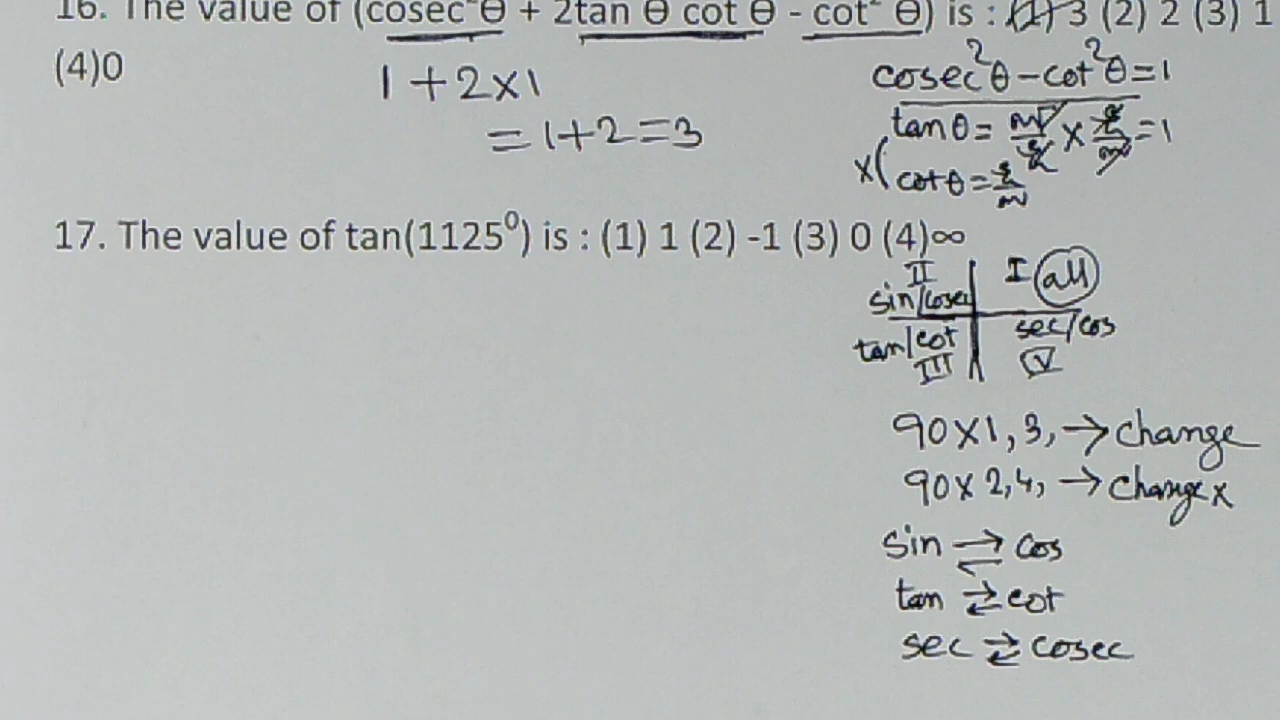 16. The value of (cosec²θ + 2tan θ cot θ - cot² θ) is : (1) 3 (2) 2 (3) 1
(4)0
1 + 2 x 1
= 1+2 = 3
cosec²θ - cot²θ = 1
tanθ = × = 1
x( cotθ =
17. The value of tan(1125⁰) is : (1) 1 (2) -1 (3) 0 (4)∞
II
I all
sin/cosec
tan/cot
sec/cos
III
IV
90x1, 3, → change
90x 2,4, → change x
sin ⇄ cos
tan ⇄ cot
sec ⇄ cosec